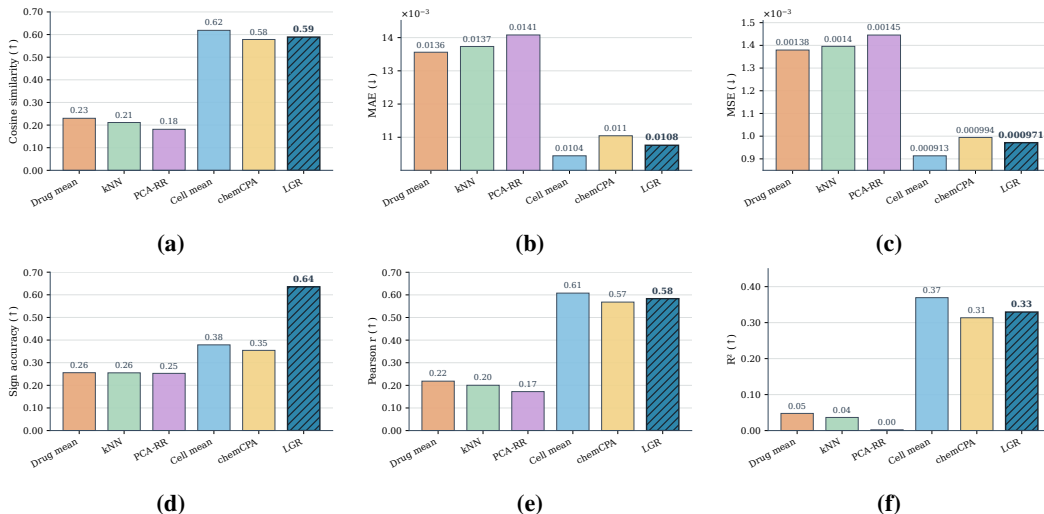 Cosine similarity (↑)
0.70
0.60
0.50
0.40
0.30
0.20
0.10
0.00
0.23
0.21
0.18
0.62
0.58
0.59
Drug mean
kNN
PCA-RR
Cell mean
chemCPA
LGR
(a)
×10⁻³
MAE (↓)
14
13
12
11
0.0136
0.0137
0.0141
0.0104
0.011
0.0108
Drug mean
kNN
PCA-RR
Cell mean
chemCPA
LGR
(b)
×10⁻³
MSE (↓)
1.5
1.4
1.3
1.2
1.1
1.0
0.9
0.00138
0.0014
0.00145
0.000913
0.000994
0.000971
Drug mean
kNN
PCA-RR
Cell mean
chemCPA
LGR
(c)
Sign accuracy (↑)
0.70
0.60
0.50
0.40
0.30
0.20
0.10
0.00
0.26
0.26
0.25
0.38
0.35
0.64
Drug mean
kNN
PCA-RR
Cell mean
chemCPA
LGR
(d)
Pearson r (↑)
0.70
0.60
0.50
0.40
0.30
0.20
0.10
0.00
0.22
0.20
0.17
0.61
0.57
0.58
Drug mean
kNN
PCA-RR
Cell mean
chemCPA
LGR
(e)
R² (↑)
0.40
0.30
0.20
0.10
0.00
0.05
0.04
0.00
0.37
0.31
0.33
Drug mean
kNN
PCA-RR
Cell mean
chemCPA
LGR
(f)